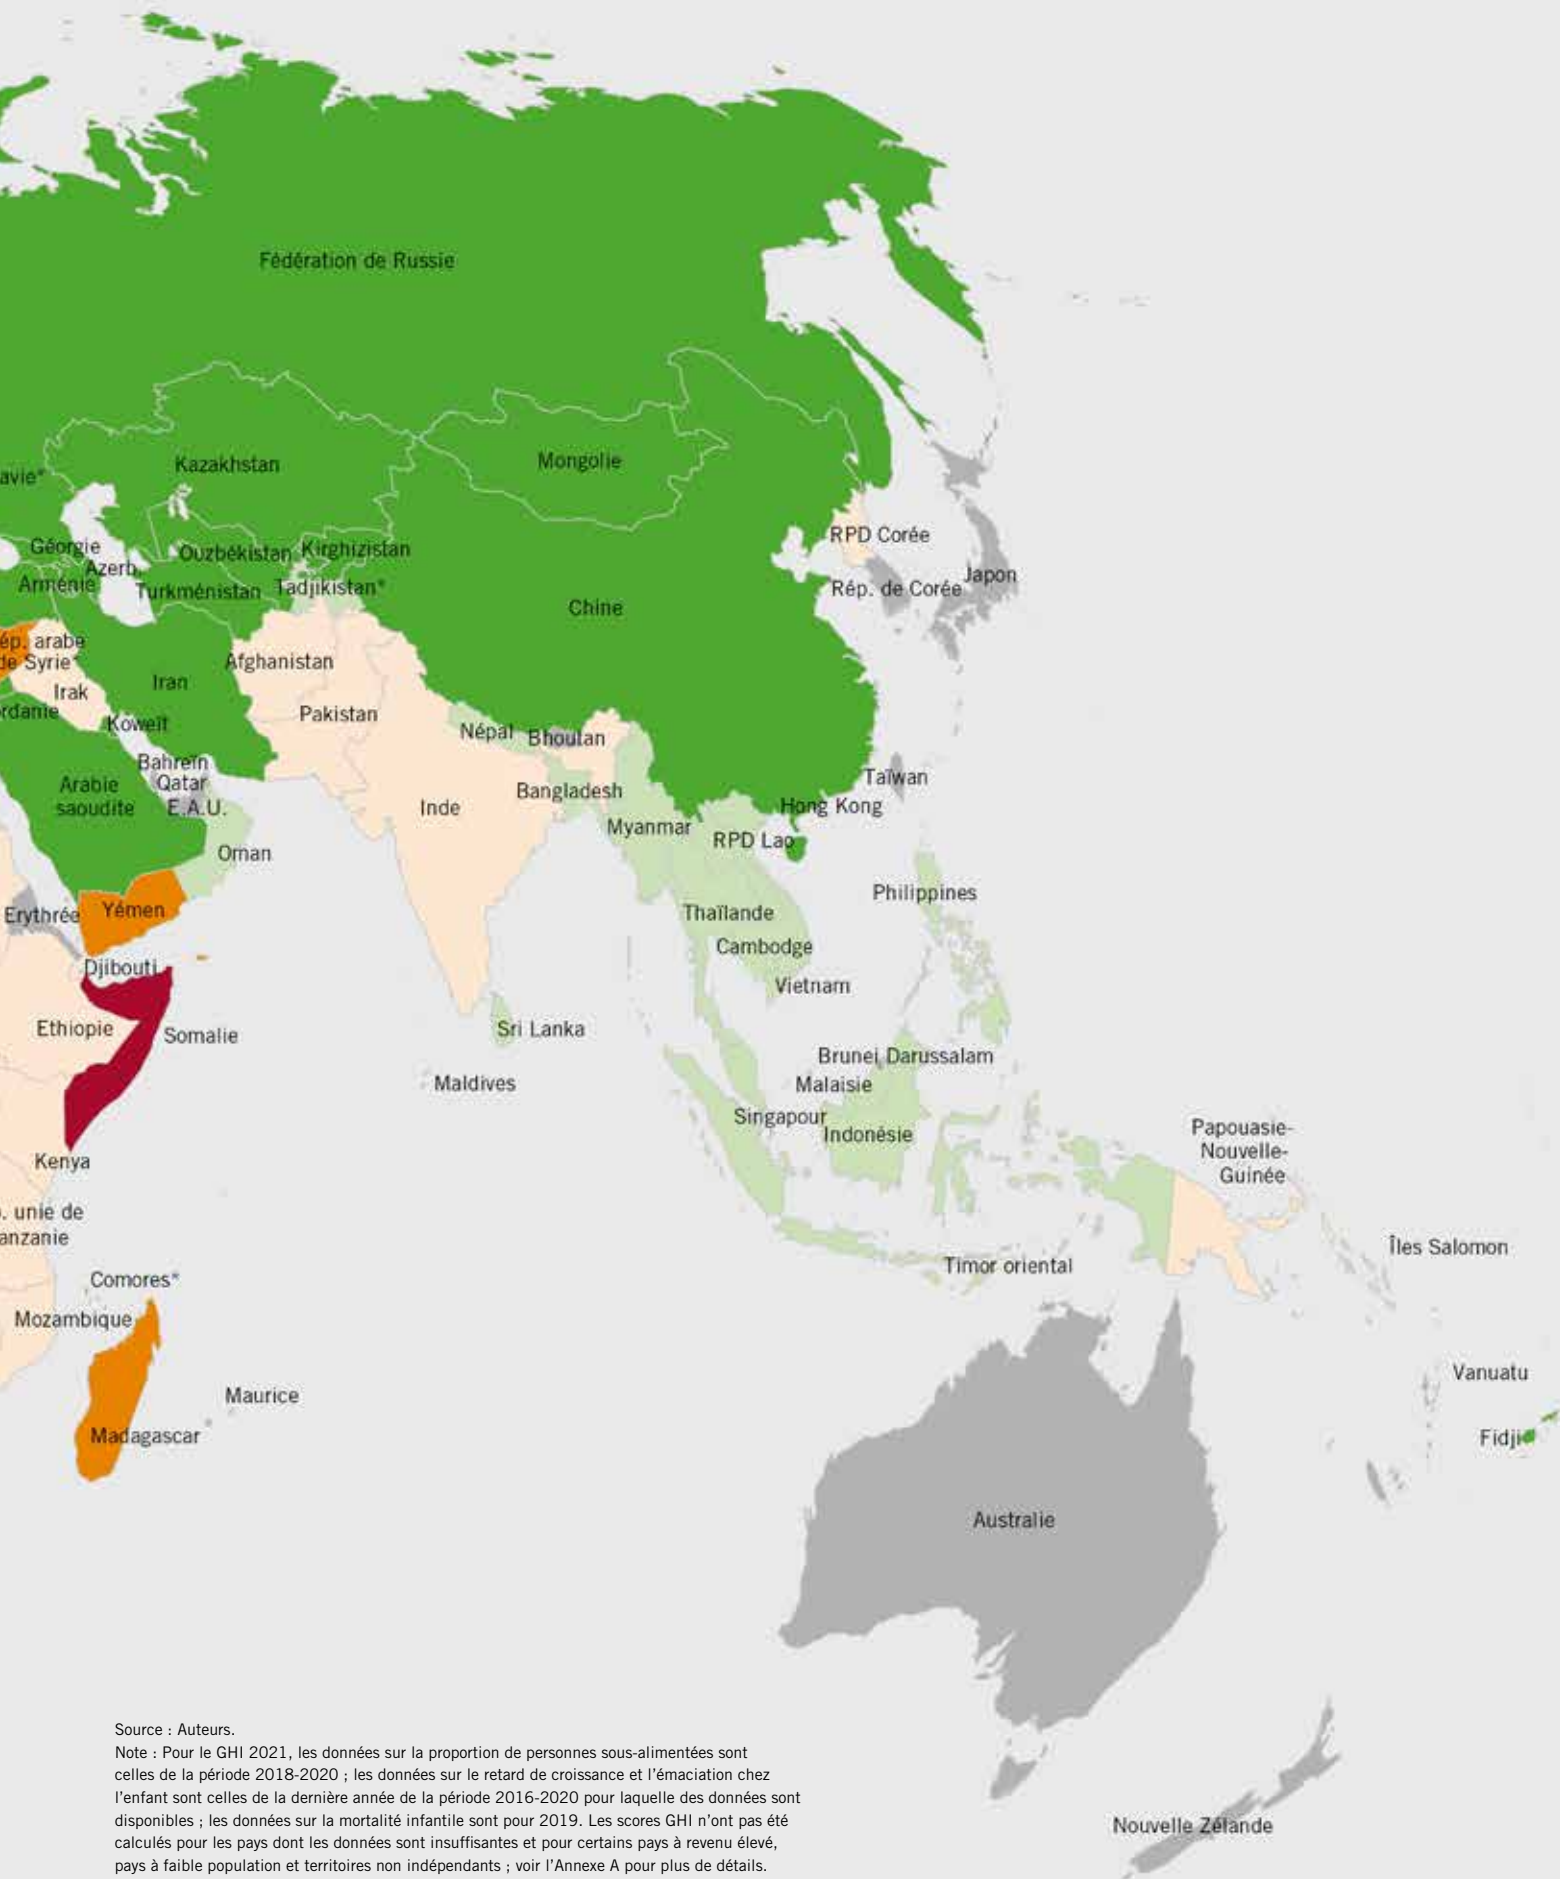 Fédération de Russie
Kazakhstan
Mongolie
avie*
RPD Corée
Géorgie
Ouzbékistan
Kirghizistan
Azerb.
Arménie
Turkménistan
Tadjikistan*
Rép. de Corée
Japon
Chine
ép. arabe
de Syrie*
Afghanistan
Iran
Irak
rdanie
Koweït
Pakistan
Népal
Bhoutan
Bahreïn
Qatar
Arabie
saoudite
E.A.U.
Inde
Bangladesh
Taïwan
Hong Kong
Myanmar
RPD Lao
Oman
Philippines
Erythrée
Yémen
Thaïlande
Cambodge
Djibouti
Vietnam
Ethiopie
Somalie
Sri Lanka
Brunei Darussalam
Maldives
Malaisie
Singapour
Indonésie
Papouasie-
Nouvelle-
Guinée
Kenya
. unie de
anzanie
Îles Salomon
Timor oriental
Comores*
Mozambique
Vanuatu
Maurice
Madagascar
Fidji
Australie
Source : Auteurs.
Note : Pour le GHI 2021, les données sur la proportion de personnes sous-alimentées sont
celles de la période 2018-2020 ; les données sur le retard de croissance et l'émaciation chez
l'enfant sont celles de la dernière année de la période 2016-2020 pour laquelle des données sont
disponibles ; les données sur la mortalité infantile sont pour 2019. Les scores GHI n'ont pas été
calculés pour les pays dont les données sont insuffisantes et pour certains pays à revenu élevé,
pays à faible population et territoires non indépendants ; voir l'Annexe A pour plus de détails.
Nouvelle Zélande